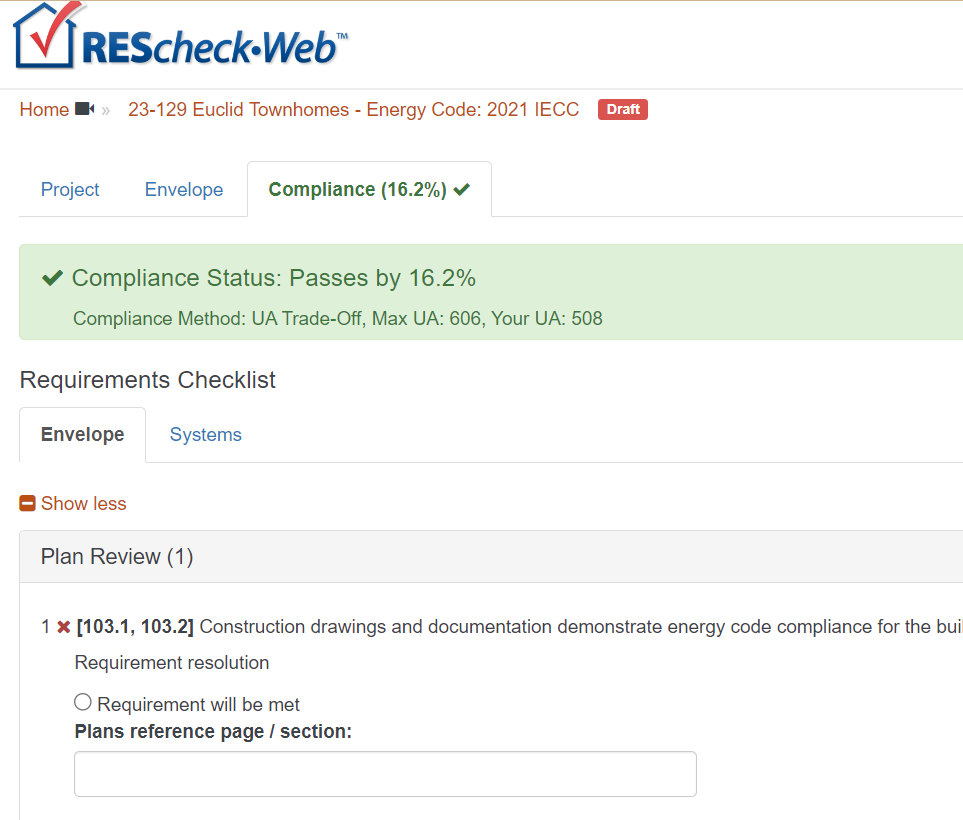 REScheck-Web™
Home » 23-129 Euclid Townhomes - Energy Code: 2021 IECC Draft
Project Envelope Compliance (16.2%)
Compliance Status: Passes by 16.2%
Compliance Method: UA Trade-Off, Max UA: 606, Your UA: 508
Requirements Checklist
Envelope Systems
Show less
Plan Review (1)
1 [103.1, 103.2] Construction drawings and documentation demonstrate energy code compliance for the
Requirement resolution
Requirement will be met
Plans reference page / section: